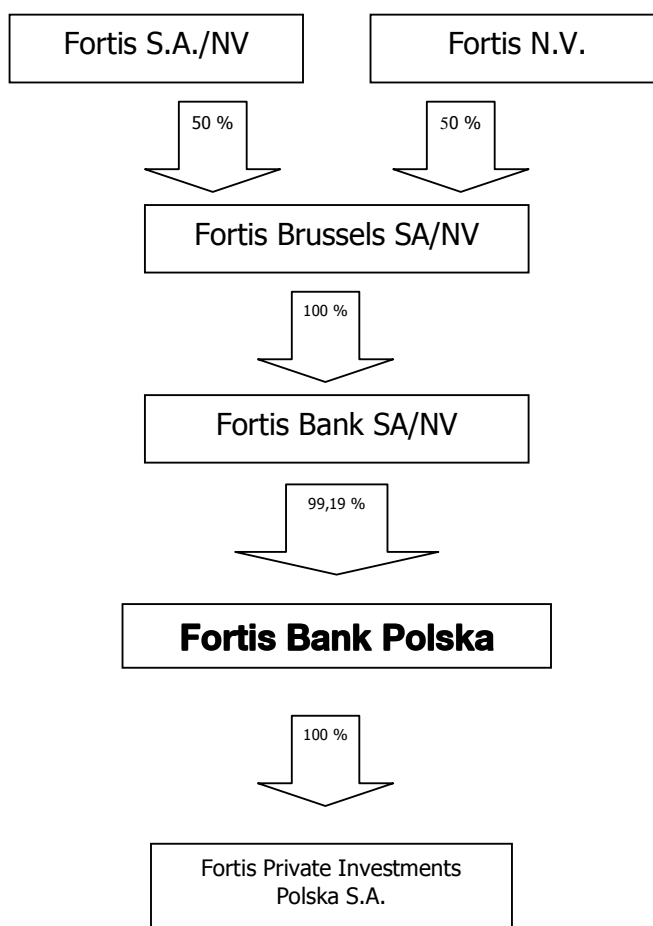 Fortis S.A./NV
Fortis N.V.
50 %
50 %
Fortis Brussels SA/NV
100 %
Fortis Bank SA/NV
99,19 %
Fortis Bank Polska
100 %
Fortis Private Investments
Polska S.A.